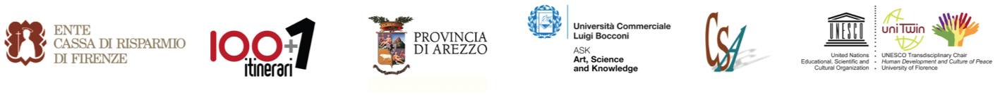 ENTE
CASSA DI RISPARMIO
DI FIRENZE
100+1
itinerari
PROVINCIA
DI AREZZO
Università Commerciale
Luigi Bocconi
ASK
Art, Science
and Knowledge
CSA
UNESCO
United Nations
Educational, Scientific and
Cultural Organization
uniTwin
UNESCO Transdisciplinary Chair
Human Development and Culture of Peace
University of Florence